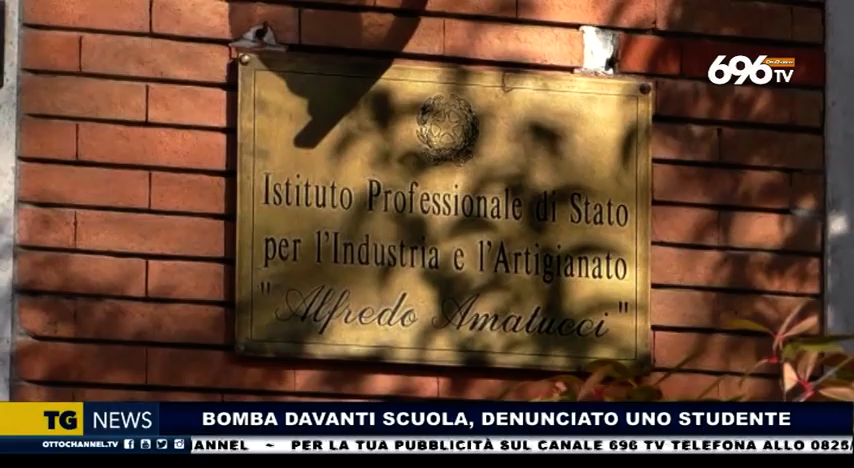 696 TV
OttoChannel
Istituto Professionale di Stato
per l'Industria e l'Artigianato
"Alfredo Amatucci"
TG NEWS
BOMBA DAVANTI SCUOLA, DENUNCIATO UNO STUDENTE
OTTOCHANNEL.TV
ANNEL - PER LA TUA PUBBLICITÀ SUL CANALE 696 TV TELEFONA ALLO 0825/